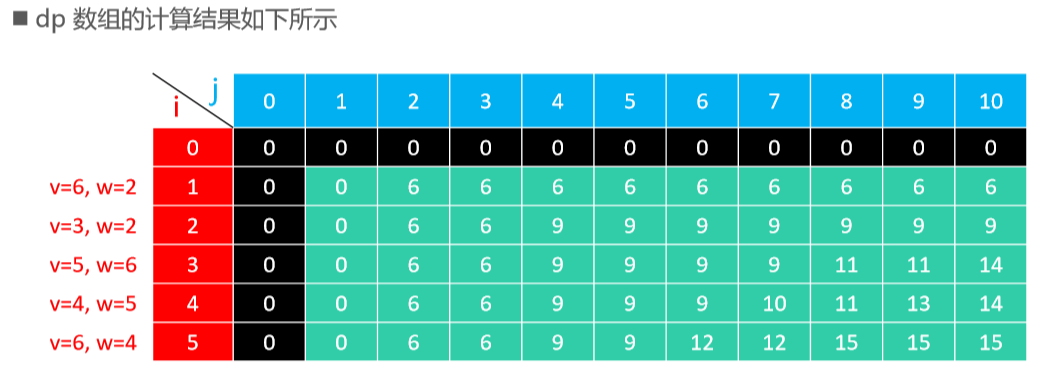 ■ dp 数组的计算结果如下所示
i j 0 1 2 3 4 5 6 7 8 9 10
0 0 0 0 0 0 0 0 0 0 0 0
v=6, w=2 1 0 0 6 6 6 6 6 6 6 6 6
v=3, w=2 2 0 0 6 6 9 9 9 9 9 9 9
v=5, w=6 3 0 0 6 6 9 9 9 9 11 11 14
v=4, w=5 4 0 0 6 6 9 9 9 10 11 13 14
v=6, w=4 5 0 0 6 6 9 9 12 12 15 15 15